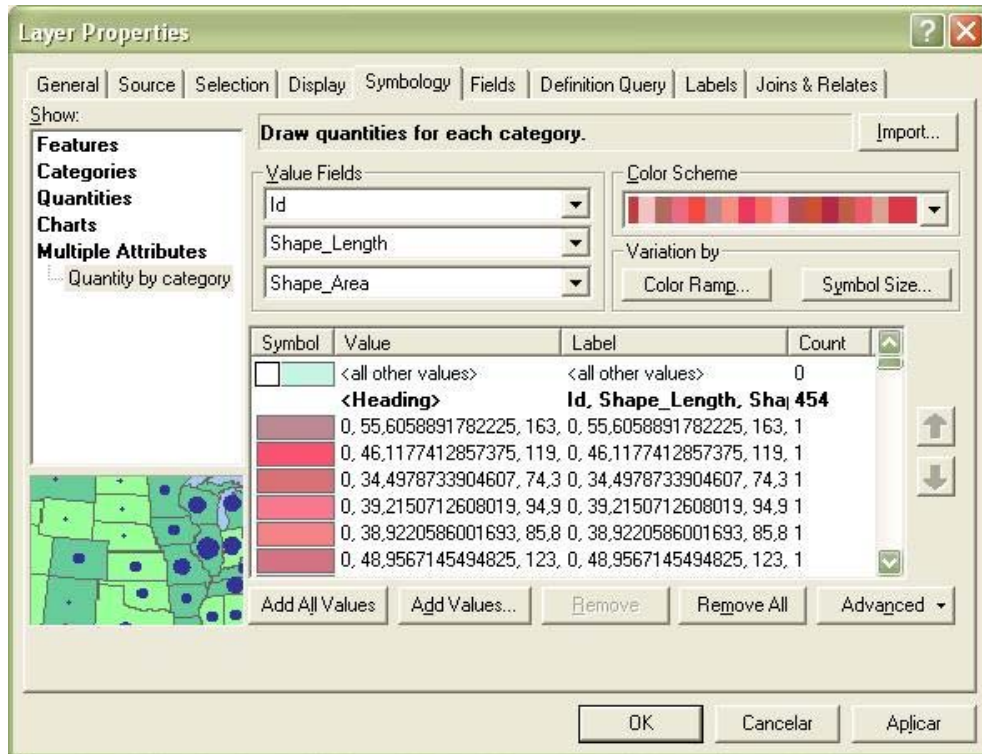 Layer Properties
General Source Selection Display Symbology Fields Definition Query Labels Joins & Relates
Show:
Features
Categories
Quantities
Charts
Multiple Attributes
Quantity by category
Draw quantities for each category.
Import...
Value Fields
Id
Shape_Length
Shape_Area
Color Scheme
Variation by
Color Ramp...
Symbol Size...
Symbol Value Label Count
<all other values> <all other values> 0
<Heading> Id, Shape_Length, Sha 454
0, 55,6058891782225, 163, 0, 55,6058891782225, 163, 1
0, 46,1177412857375, 119, 0, 46,1177412857375, 119, 1
0, 34,4978733904607, 74,3 0, 34,4978733904607, 74,3 1
0, 39,2150712608019, 94,9 0, 39,2150712608019, 94,9 1
0, 38,9220586001693, 85,8 0, 38,9220586001693, 85,8 1
0, 48,9567145494825, 123, 0, 48,9567145494825, 123, 1
Add All Values Add Values... Remove Remove All Advanced
OK Cancelar Aplicar